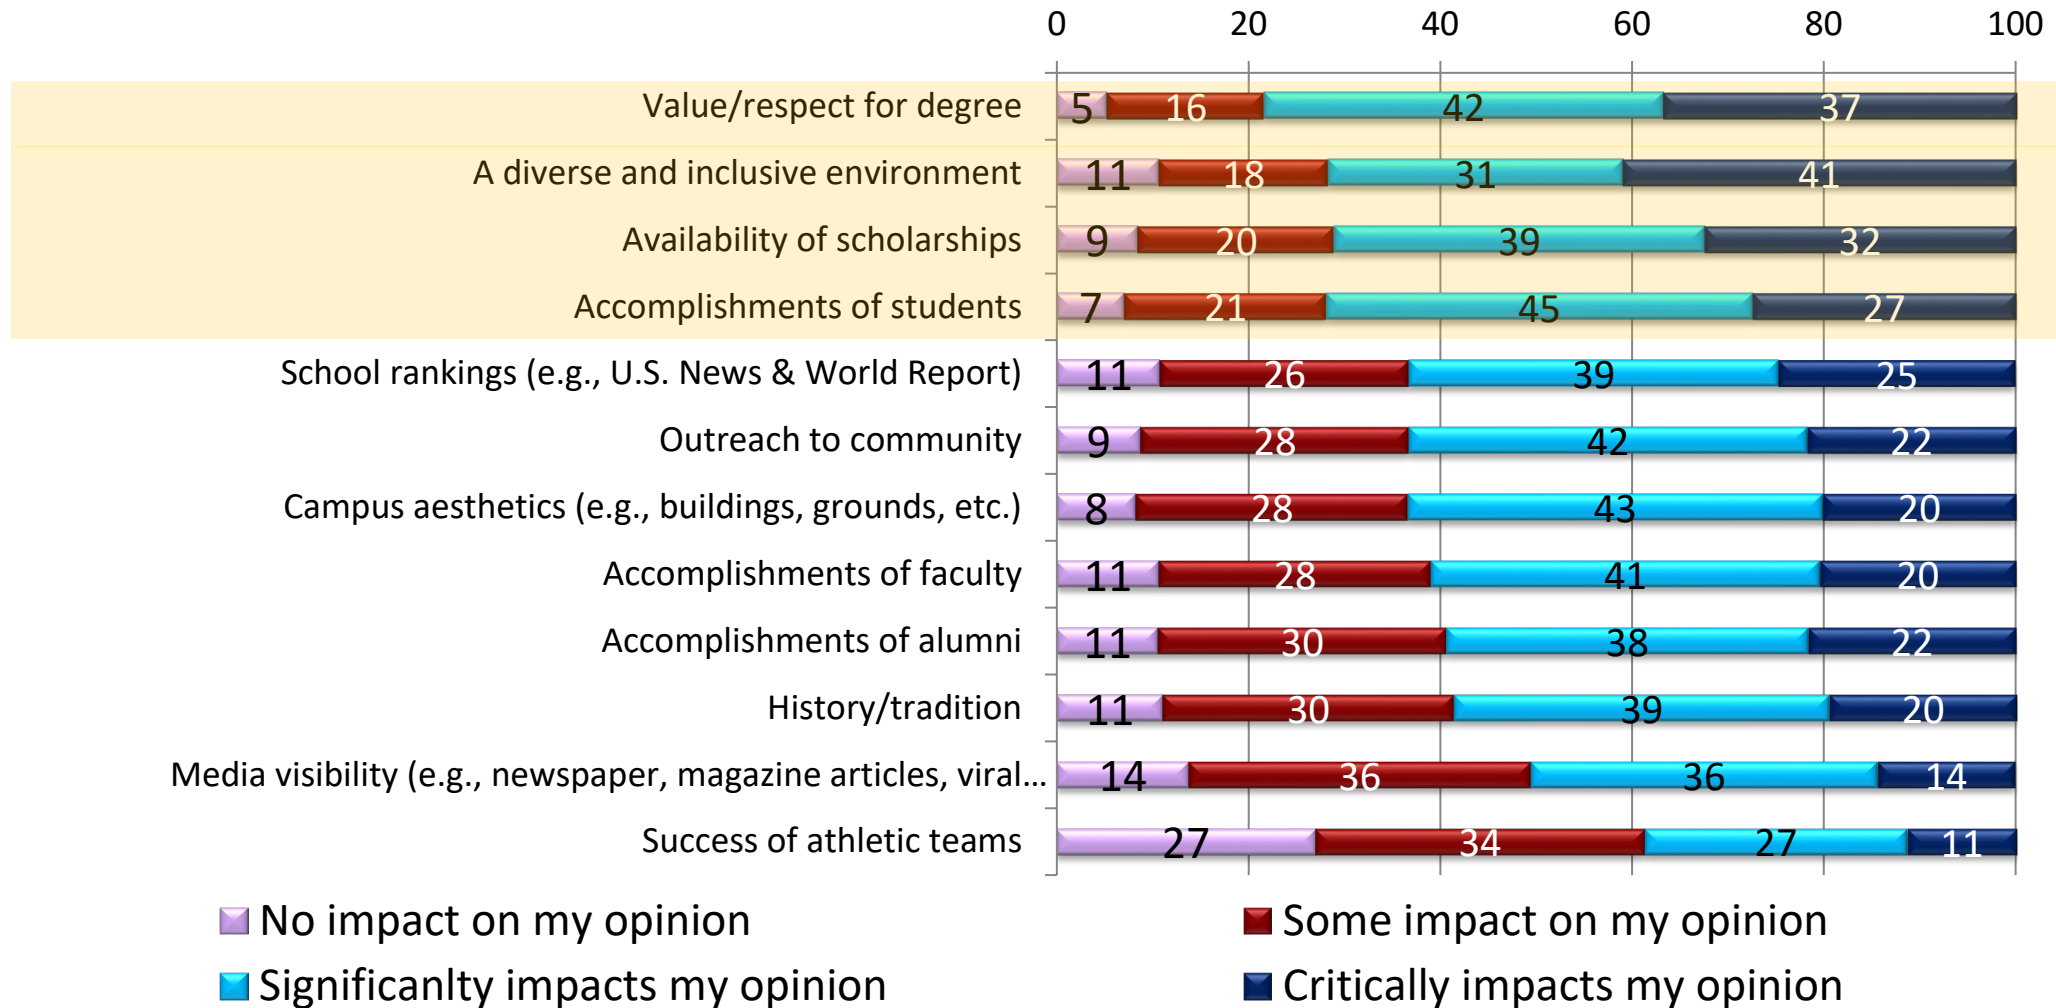 0 20 40 60 80 100
Value/respect for degree 5 16 42 37
A diverse and inclusive environment 11 18 31 41
Availability of scholarships 9 20 39 32
Accomplishments of students 7 21 45 27
School rankings (e.g., U.S. News & World Report) 11 26 39 25
Outreach to community 9 28 42 22
Campus aesthetics (e.g., buildings, grounds, etc.) 8 28 43 20
Accomplishments of faculty 11 28 41 20
Accomplishments of alumni 11 30 38 22
History/tradition 11 30 39 20
Media visibility (e.g., newspaper, magazine articles, viral... 14 36 36 14
Success of athletic teams 27 34 27 11
No impact on my opinion Some impact on my opinion
Significanlty impacts my opinion Critically impacts my opinion